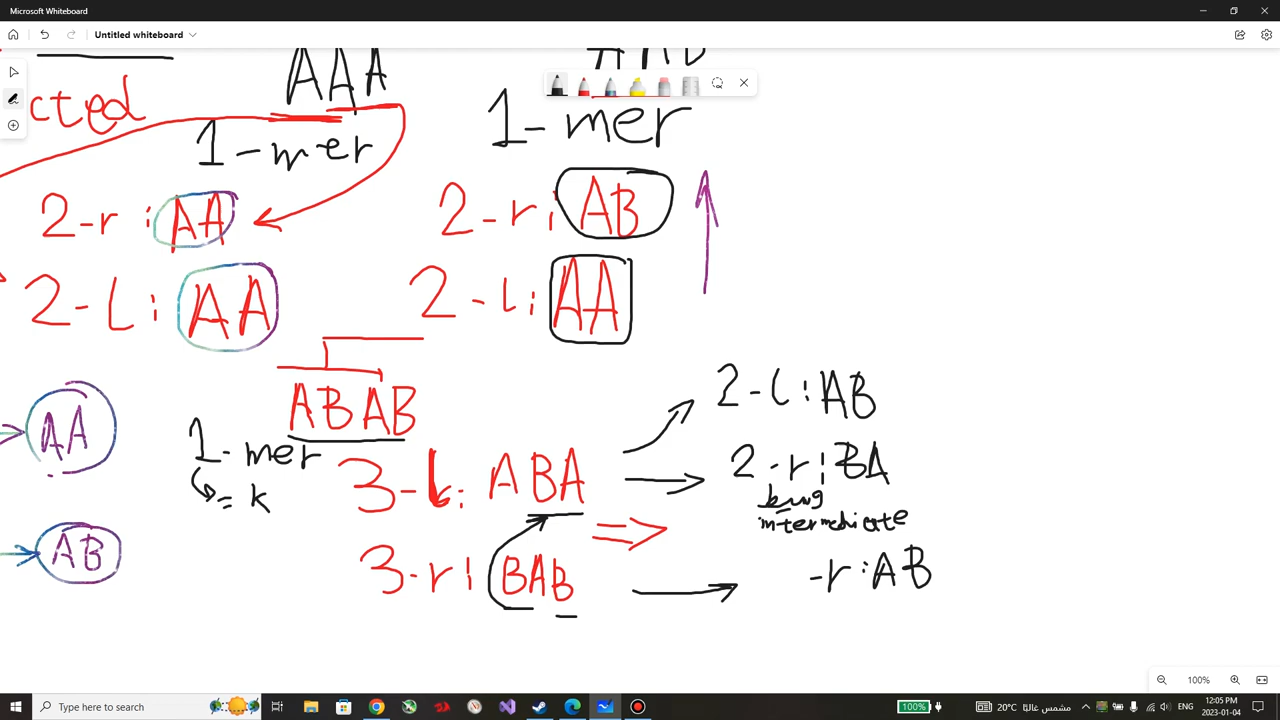 Microsoft Whiteboard
Untitled whiteboard
cted
AAA
1-mer
1-mer
2-r: AA
2-r: AB
2-l: AA
2-l: AA
ABAB
1-mer
= k
AA
AB
3-l: ABA
3-r: BAB
2-l: AB
2-r: BA
intermediate
-r: AB
100%
Type here to search
100%
20°C مشمس غالبًا
12:05 PM
2023-01-04